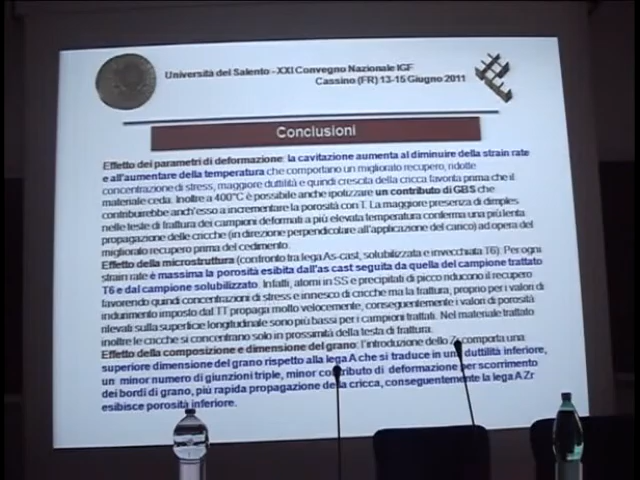 Università del Salento -XXI Convegno Nazionale IGF
Cassino (FR) 13-15 Giugno 2011
Conclusioni
Effetto dei parametri di deformazione: la cavitazione aumenta al diminuire della strain rate
e all'aumentare della temperatura che comportano un migliorato recupero, ridotte
concentrazione di stress, maggiore duttilità e quindi crescita della cricca favorita prima che il
materiale ceda. Inoltre a 400°C è possibile anche ipotizzare un contributo di GBS che
contribuirebbe anch'esso a incrementare la porosità con T. La maggiore presenza di dimples
nelle teste di frattura dei campioni deformati a più elevata temperatura conferma una più lenta
propagazione delle cricche (in direzione perpendicolare all'applicazione del carico) ad opera del
migliorato recupero prima del cedimento.
Effetto della microstruttura (confronto tra lega As-cast, solubilizzata e invecchiata T6): Per ogni
strain rate è massima la porosità esibita dall'as cast seguita da quella del campione trattato
T6 e dal campione solubilizzato. Infatti, atomi in SS e precipitati di picco riducono il recupero
favorendo quindi concentrazioni di stress e innesco di cricche ma la frattura, proprio per i valori di
indurimento imposto dal TT propaga molto velocemente, conseguentemente i valori di porosità
rilevati sulla superficie longitudinale sono più bassi per i campioni trattati. Nel materiale trattato
inoltre le cricche si concentrano solo in prossimità della testa di frattura.
Effetto della composizione e dimensione del grano: l'introduzione dello Zr comporta una
superiore dimensione del grano rispetto alla lega A che si traduce in una duttilità inferiore,
un minor numero di giunzioni triple, minor contributo di deformazione per scorrimento
dei bordi di grano, più rapida propagazione della cricca, conseguentemente la lega AZr
esibisce porosità inferiore.